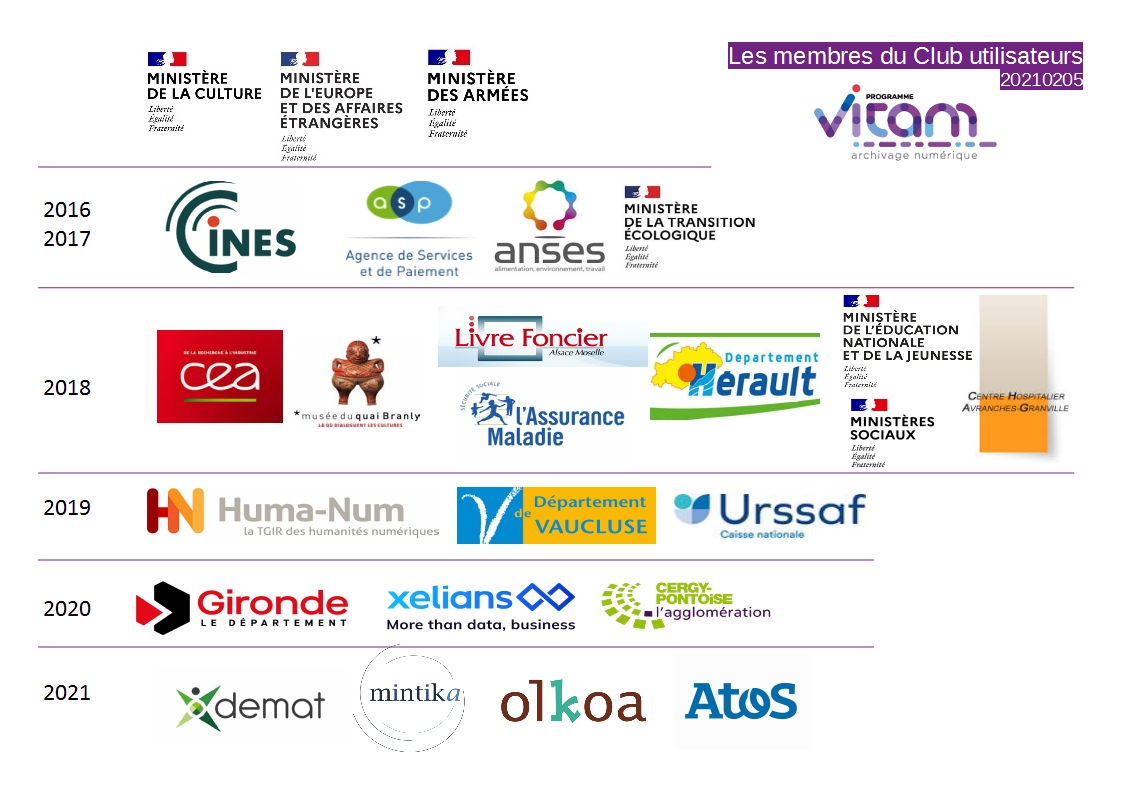 Les membres du Club utilisateurs
20210205
PROGRAMME
vitam
archivage numérique
MINISTÈRE
DE LA CULTURE
Liberté
Égalité
Fraternité
MINISTÈRE
DE L'EUROPE
ET DES AFFAIRES
ÉTRANGÈRES
Liberté
Égalité
Fraternité
MINISTÈRE
DES ARMÉES
Liberté
Égalité
Fraternité
2016
2017
CINES
asp
Agence de Services
et de Paiement
anses
alimentation, environnement, travail
MINISTÈRE
DE LA TRANSITION
ÉCOLOGIQUE
Liberté
Égalité
Fraternité
2018
DE LA RECHERCHE À L'INDUSTRIE
cea
*
*musée du quai Branly
LÀ OÙ DIALOGUENT LES CULTURES
Livre Foncier
Alsace Moselle
SÉCURITÉ SOCIALE
l'Assurance
Maladie
Département
Hérault
MINISTÈRE
DE L'ÉDUCATION
NATIONALE
ET DE LA JEUNESSE
Liberté
Égalité
Fraternité
MINISTÈRES
SOCIAUX
Liberté
Égalité
Fraternité
CENTRE HOSPITALIER
AVRANCHES-GRANVILLE
2019
HN Huma-Num
la TGIR des humanités numériques
Département
de VAUCLUSE
Urssaf
Caisse nationale
2020
Gironde
LE DÉPARTEMENT
xelians
More than data, business
CERGY-
PONTOiSE
l'agglomération
2021
Xdemat
mintika
olkoa
Atos